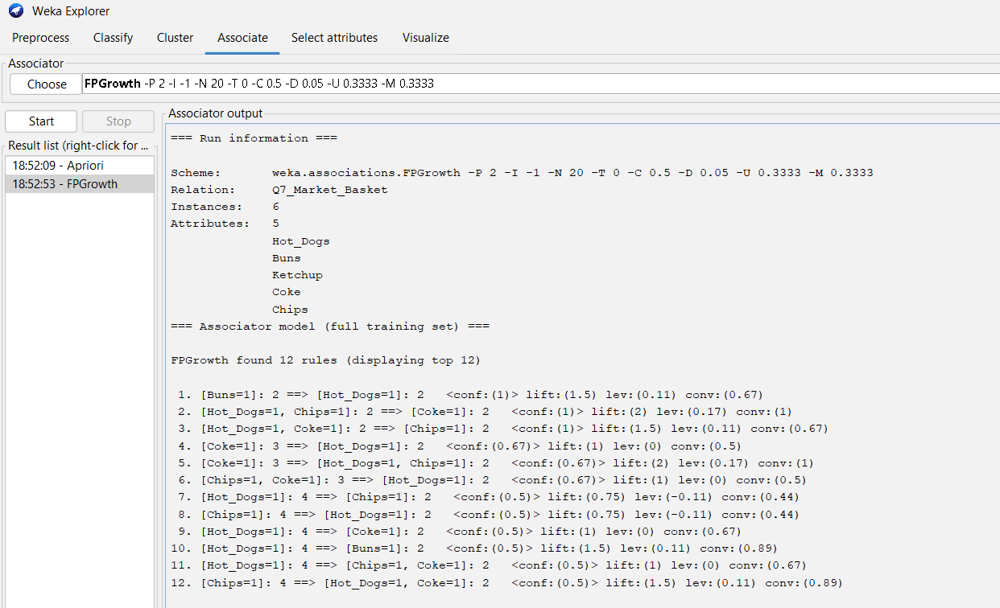 Weka Explorer
Preprocess Classify Cluster Associate Select attributes Visualize
Associator
Choose FPGrowth -P 2 -I -1 -N 20 -T 0 -C 0.5 -D 0.05 -U 0.3333 -M 0.3333
Start Stop
Result list (right-click for ...
18:52:09 - Apriori
18:52:53 - FPGrowth
Associator output
=== Run information ===
Scheme: weka.associations.FPGrowth -P 2 -I -1 -N 20 -T 0 -C 0.5 -D 0.05 -U 0.3333 -M 0.3333
Relation: Q7_Market_Basket
Instances: 6
Attributes: 5
Hot_Dogs
Buns
Ketchup
Coke
Chips
=== Associator model (full training set) ===
FPGrowth found 12 rules (displaying top 12)
1. [Buns=1]: 2 ==> [Hot_Dogs=1]: 2 <conf:(1)> lift:(1.5) lev:(0.11) conv:(0.67)
2. [Hot_Dogs=1, Chips=1]: 2 ==> [Coke=1]: 2 <conf:(1)> lift:(2) lev:(0.17) conv:(1)
3. [Hot_Dogs=1, Coke=1]: 2 ==> [Chips=1]: 2 <conf:(1)> lift:(1.5) lev:(0.11) conv:(0.67)
4. [Coke=1]: 3 ==> [Hot_Dogs=1]: 2 <conf:(0.67)> lift:(1) lev:(0) conv:(0.5)
5. [Coke=1]: 3 ==> [Hot_Dogs=1, Chips=1]: 2 <conf:(0.67)> lift:(2) lev:(0.17) conv:(1)
6. [Chips=1, Coke=1]: 3 ==> [Hot_Dogs=1]: 2 <conf:(0.67)> lift:(1) lev:(0) conv:(0.5)
7. [Hot_Dogs=1]: 4 ==> [Chips=1]: 2 <conf:(0.5)> lift:(0.75) lev:(-0.11) conv:(0.44)
8. [Chips=1]: 4 ==> [Hot_Dogs=1]: 2 <conf:(0.5)> lift:(0.75) lev:(-0.11) conv:(0.44)
9. [Hot_Dogs=1]: 4 ==> [Coke=1]: 2 <conf:(0.5)> lift:(1) lev:(0) conv:(0.67)
10. [Hot_Dogs=1]: 4 ==> [Buns=1]: 2 <conf:(0.5)> lift:(1.5) lev:(0.11) conv:(0.89)
11. [Hot_Dogs=1]: 4 ==> [Chips=1, Coke=1]: 2 <conf:(0.5)> lift:(1) lev:(0) conv:(0.67)
12. [Chips=1]: 4 ==> [Hot_Dogs=1, Coke=1]: 2 <conf:(0.5)> lift:(1.5) lev:(0.11) conv:(0.89)